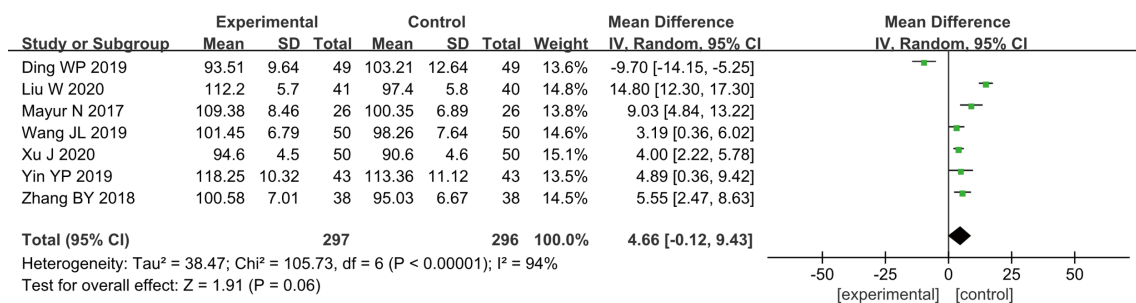 Experimental Control Mean Difference Mean Difference
Study or Subgroup Mean SD Total Mean SD Total Weight IV, Random, 95% CI IV, Random, 95% CI
Ding WP 2019 93.51 9.64 49 103.21 12.64 49 13.6% -9.70 [-14.15, -5.25]
Liu W 2020 112.2 5.7 41 97.4 5.8 40 14.8% 14.80 [12.30, 17.30]
Mayur N 2017 109.38 8.46 26 100.35 6.89 26 13.8% 9.03 [4.84, 13.22]
Wang JL 2019 101.45 6.79 50 98.26 7.64 50 14.6% 3.19 [0.36, 6.02]
Xu J 2020 94.6 4.5 50 90.6 4.6 50 15.1% 4.00 [2.22, 5.78]
Yin YP 2019 118.25 10.32 43 113.36 11.12 43 13.5% 4.89 [0.36, 9.42]
Zhang BY 2018 100.58 7.01 38 95.03 6.67 38 14.5% 5.55 [2.47, 8.63]
Total (95% CI) 297 296 100.0% 4.66 [-0.12, 9.43]
Heterogeneity: Tau² = 38.47; Chi² = 105.73, df = 6 (P < 0.00001); I² = 94%
Test for overall effect: Z = 1.91 (P = 0.06)
-50 -25 0 25 50
[experimental] [control]